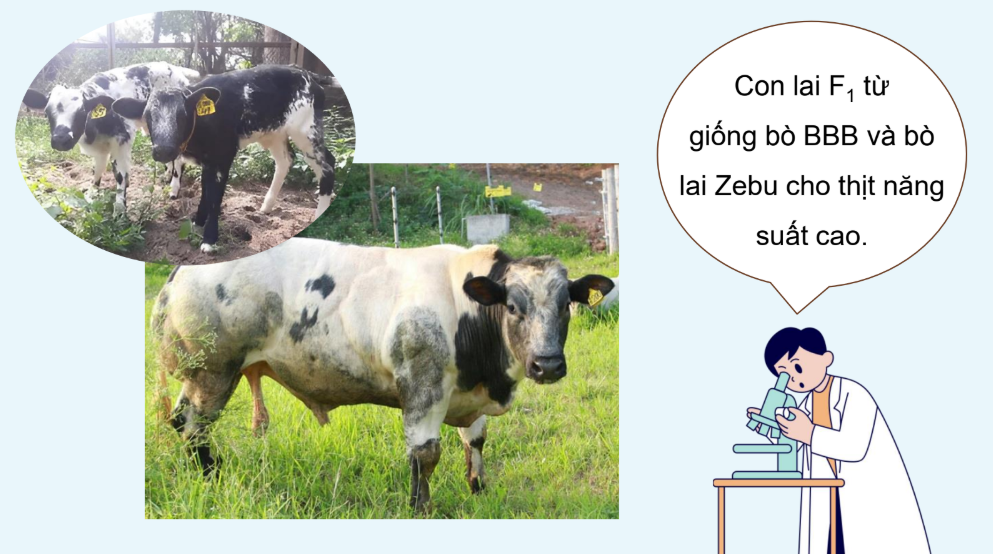 Con lai F₁ từ
giống bò BBB và bò
lai Zebu cho thịt năng
suất cao.